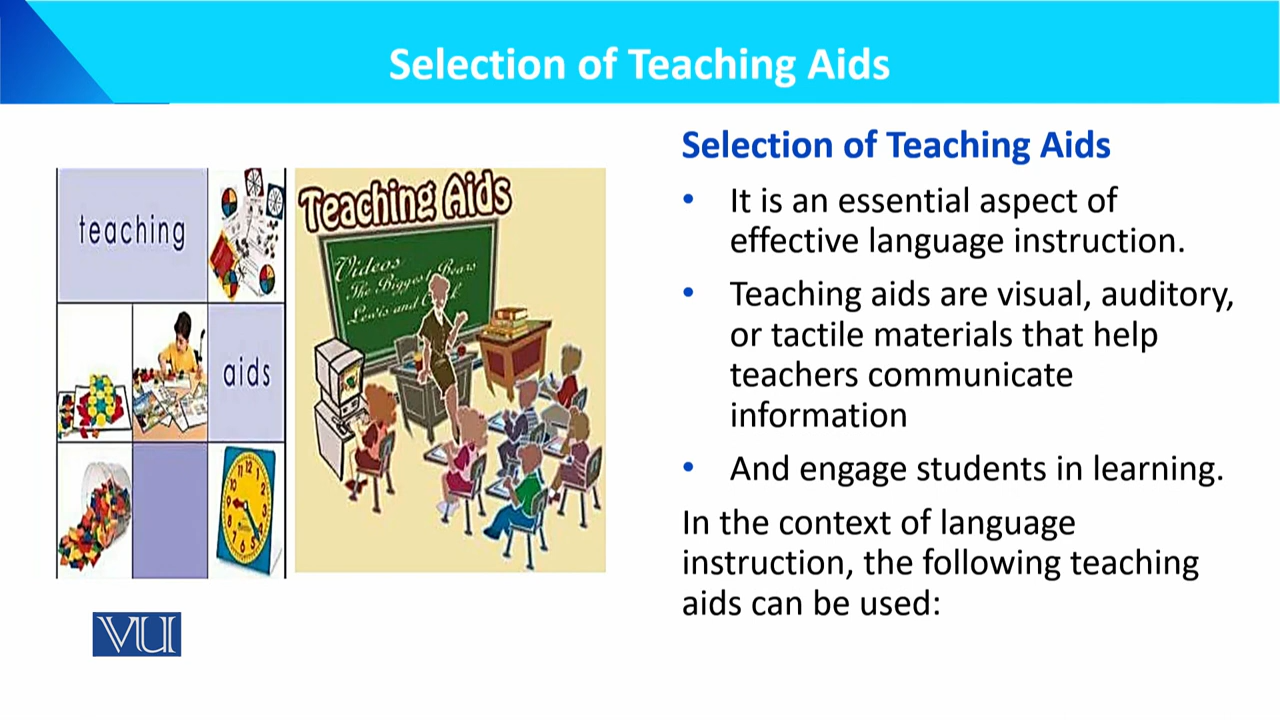 Selection of Teaching Aids
teaching
aids
Teaching Aids
Videos
The Biggest Bears
Lewis and
VU
Selection of Teaching Aids
• It is an essential aspect of
effective language instruction.
• Teaching aids are visual, auditory,
or tactile materials that help
teachers communicate
information
• And engage students in learning.
In the context of language
instruction, the following teaching
aids can be used: